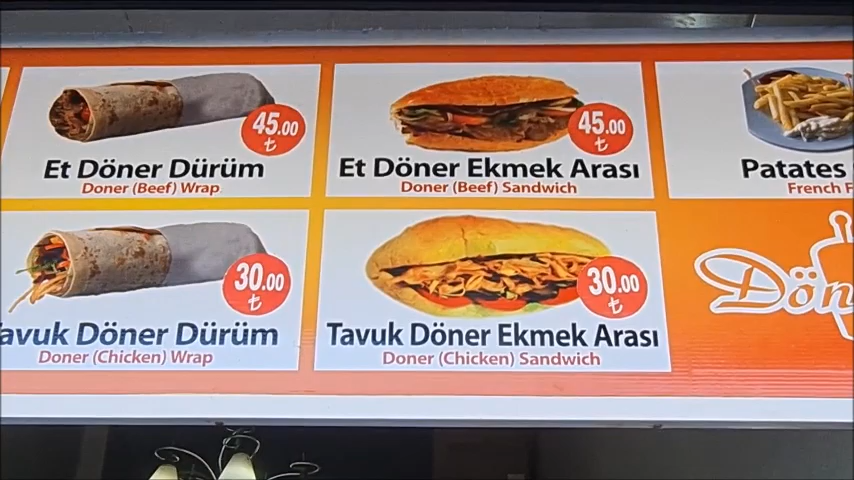 45.00
₺
Et Döner Dürüm
Doner (Beef) Wrap
45.00
₺
Et Döner Ekmek Arası
Doner (Beef) Sandwich
Patates
French
30.00
₺
Tavuk Döner Dürüm
Doner (Chicken) Wrap
30.00
₺
Tavuk Döner Ekmek Arası
Doner (Chicken) Sandwich
Dön